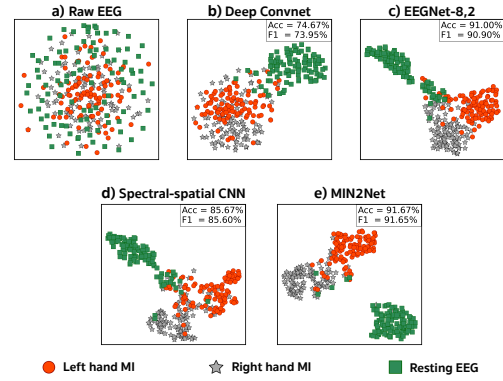 a) Raw EEG
b) Deep Convnet
c) EEGNet-8,2
Acc = 74.67%
F1 = 73.95%
Acc = 91.00%
F1 = 90.90%
d) Spectral-spatial CNN
e) MIN2Net
Acc = 85.67%
F1 = 85.60%
Acc = 91.67%
F1 = 91.65%
Left hand MI
Right hand MI
Resting EEG